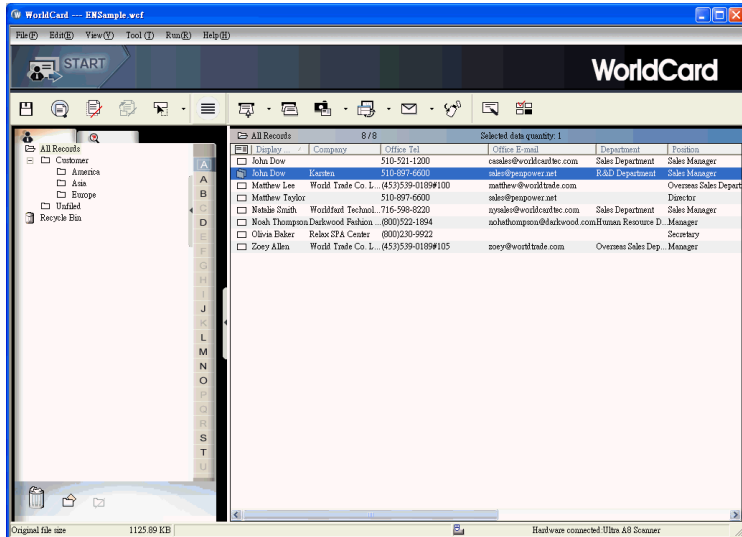 WorldCard --- ENSample.wcf
File(F) Edit(E) View(V) Tool (T) Run(R) Help(H)
START
WorldCard
All Records 8 / 8 Selected data quantity: 1
Display ... Company Office Tel Office E-mail Department Position
John Dow 510-521-1200 casales@worldcardtec.com Sales Department Sales Manager
John Dow Karsten 510-897-6600 sales@penpower.net R&D Department Sales Manager
Matthew Lee World Trade Co. L... (453)539-0189#100 matthew@worldtrade.com Overseas Sales Depart
Matthew Taylor 510-897-6600 sales@penpower.net Director
Natalie Smith Worldfard Technol... 716-598-8220 nysales@worldcardtec.com Sales Department Sales Manager
Noah Thompson Darkwood Fashion ... (800)522-1894 nohathompson@darkwood.com Human Resource D... Manager
Olivia Baker Relax SPA Center (800)230-9922 Secretary
Zoey Allen World Trade Co. L... (453)539-0189#105 zoey@wortdtrade.com Overseas Sales Dep... Manager
All Records
Customer
America
Asia
Europe
Unfiled
Recycle Bin
A
A
B
C
D
E
F
G
H
I
J
K
L
M
N
O
P
Q
R
S
T
U
Original file size 1125.89 KB Hardware connected:Ultra A8 Scanner